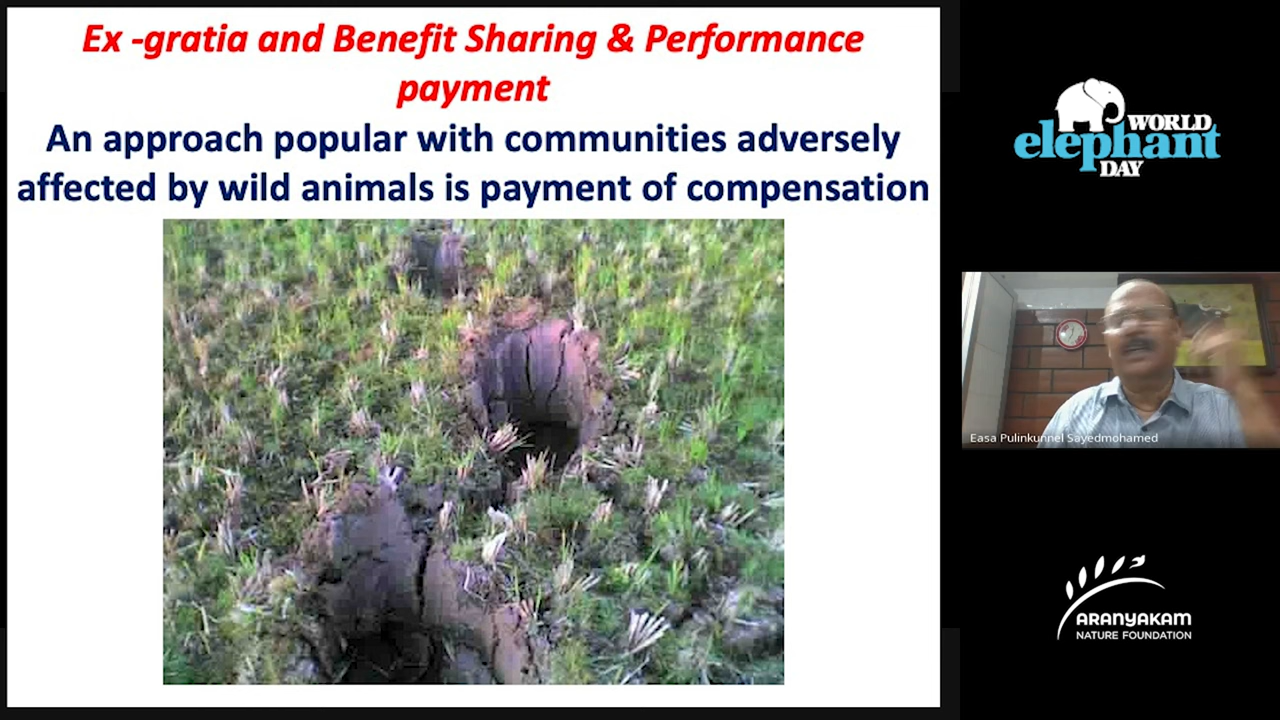 Ex -gratia and Benefit Sharing & Performance
payment
An approach popular with communities adversely
affected by wild animals is payment of compensation
WORLD
elephant
DAY
Easa Pulinkunnel Sayedmohamed
ARANYAKAM
NATURE FOUNDATION